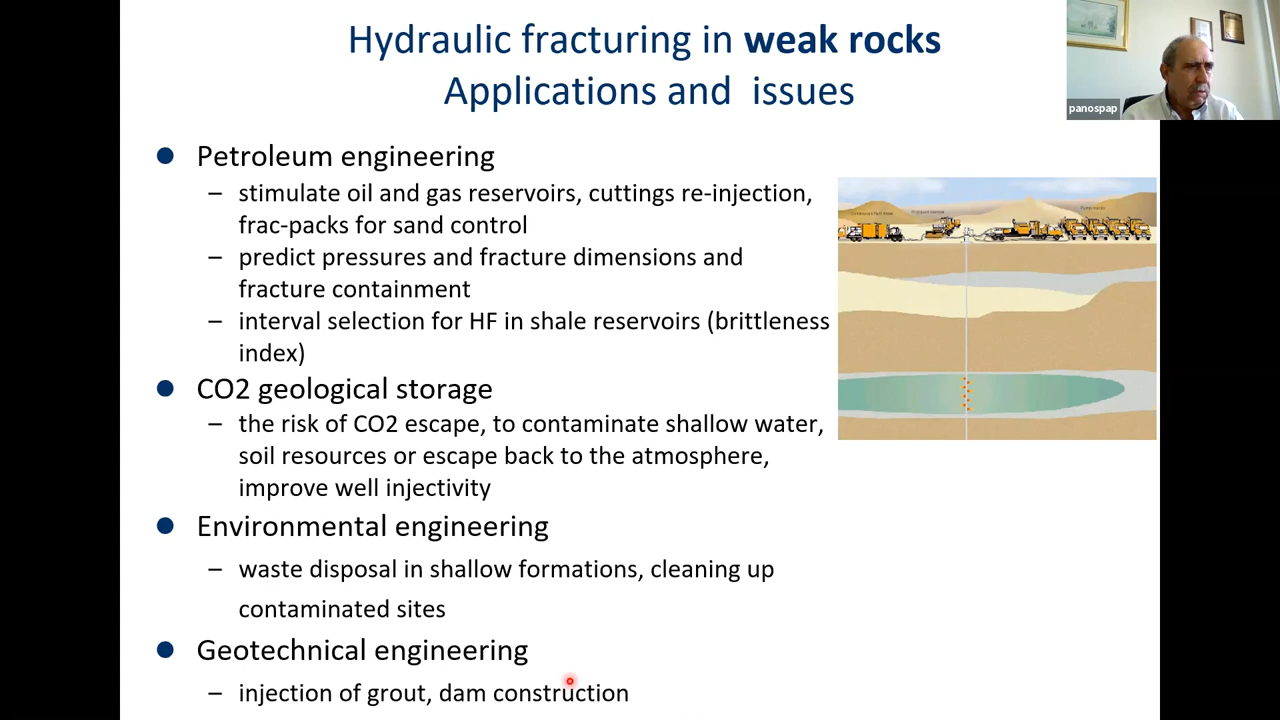 Hydraulic fracturing in weak rocks
Applications and issues
panospap
● Petroleum engineering
– stimulate oil and gas reservoirs, cuttings re-injection,
frac-packs for sand control
– predict pressures and fracture dimensions and
fracture containment
– interval selection for HF in shale reservoirs (brittleness
index)
● CO2 geological storage
– the risk of CO2 escape, to contaminate shallow water,
soil resources or escape back to the atmosphere,
improve well injectivity
● Environmental engineering
– waste disposal in shallow formations, cleaning up
contaminated sites
● Geotechnical engineering
– injection of grout, dam construction